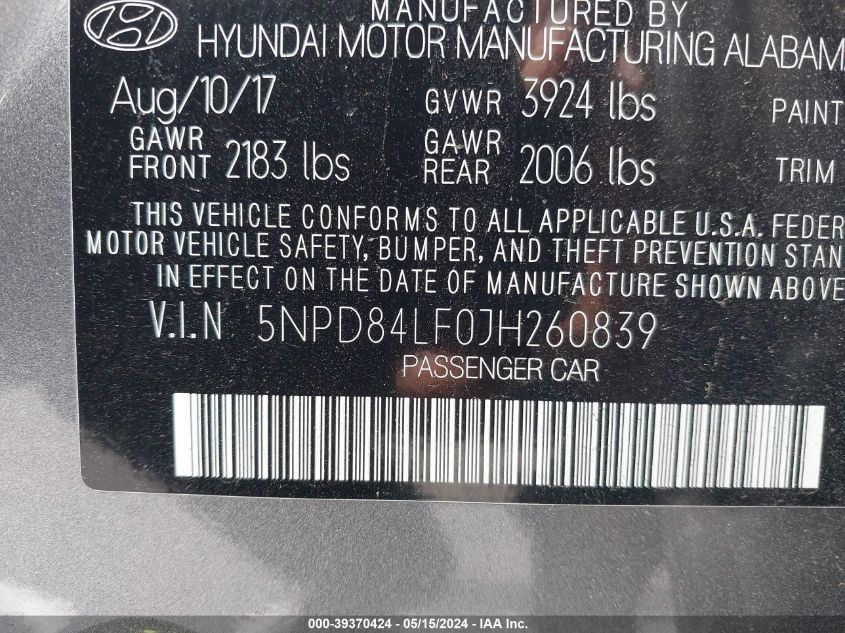 MANUFACTURED BY
HYUNDAI MOTOR MANUFACTURING ALABAM
Aug/10/17 GVWR 3924 lbs PAINT
GAWR FRONT 2183 lbs GAWR REAR 2006 lbs TRIM
THIS VEHICLE CONFORMS TO ALL APPLICABLE U.S.A. FEDER
MOTOR VEHICLE SAFETY, BUMPER, AND THEFT PREVENTION STAN
IN EFFECT ON THE DATE OF MANUFACTURE SHOWN ABOVE
V.I.N 5NPD84LF0JH260839
PASSENGER CAR
000-39370424 - 05/15/2024 - IAA Inc.